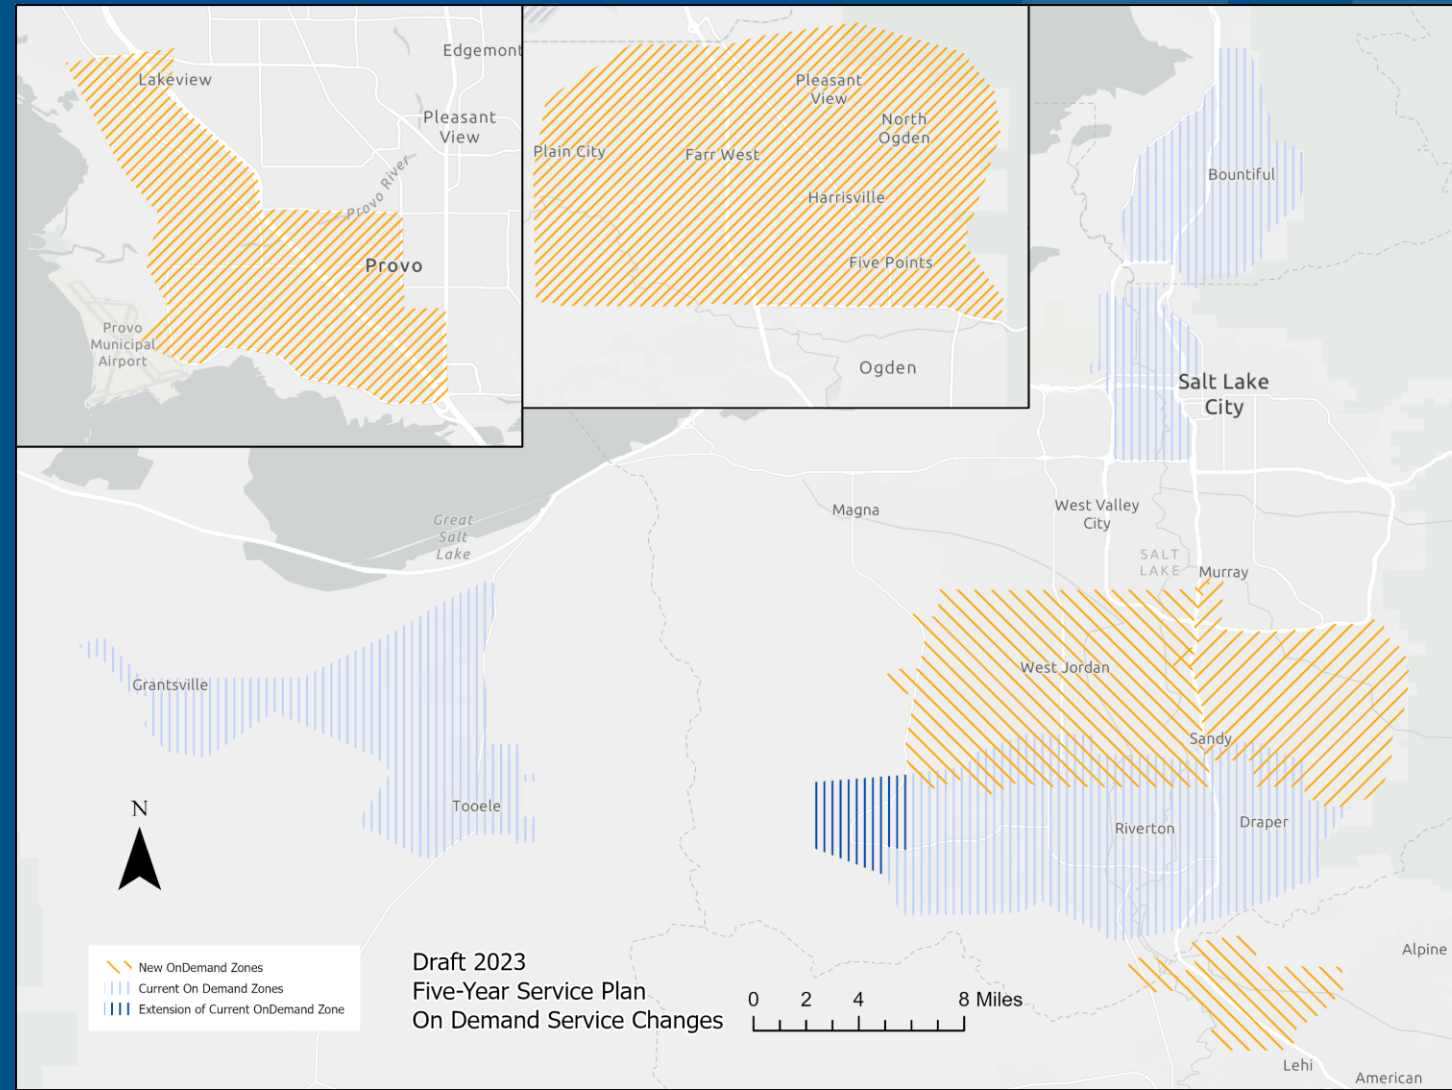 Edgemont
Lakeview
Pleasant
View
Provo River
Provo
Provo
Municipal
Airport
Pleasant
View
North
Ogden
Plain City
Farr West
Harrisville
Five Points
Ogden
Bountiful
Salt Lake
City
Magna
West Valley
City
Great
Salt
Lake
SALT
LAKE
Murray
West Jordan
Grantsville
Sandy
Tooele
Riverton
Draper
N
Alpine
New OnDemand Zones
Current On Demand Zones
Extension of Current OnDemand Zone
Draft 2023
Five-Year Service Plan
On Demand Service Changes
0 2 4 8 Miles
Lehi
American